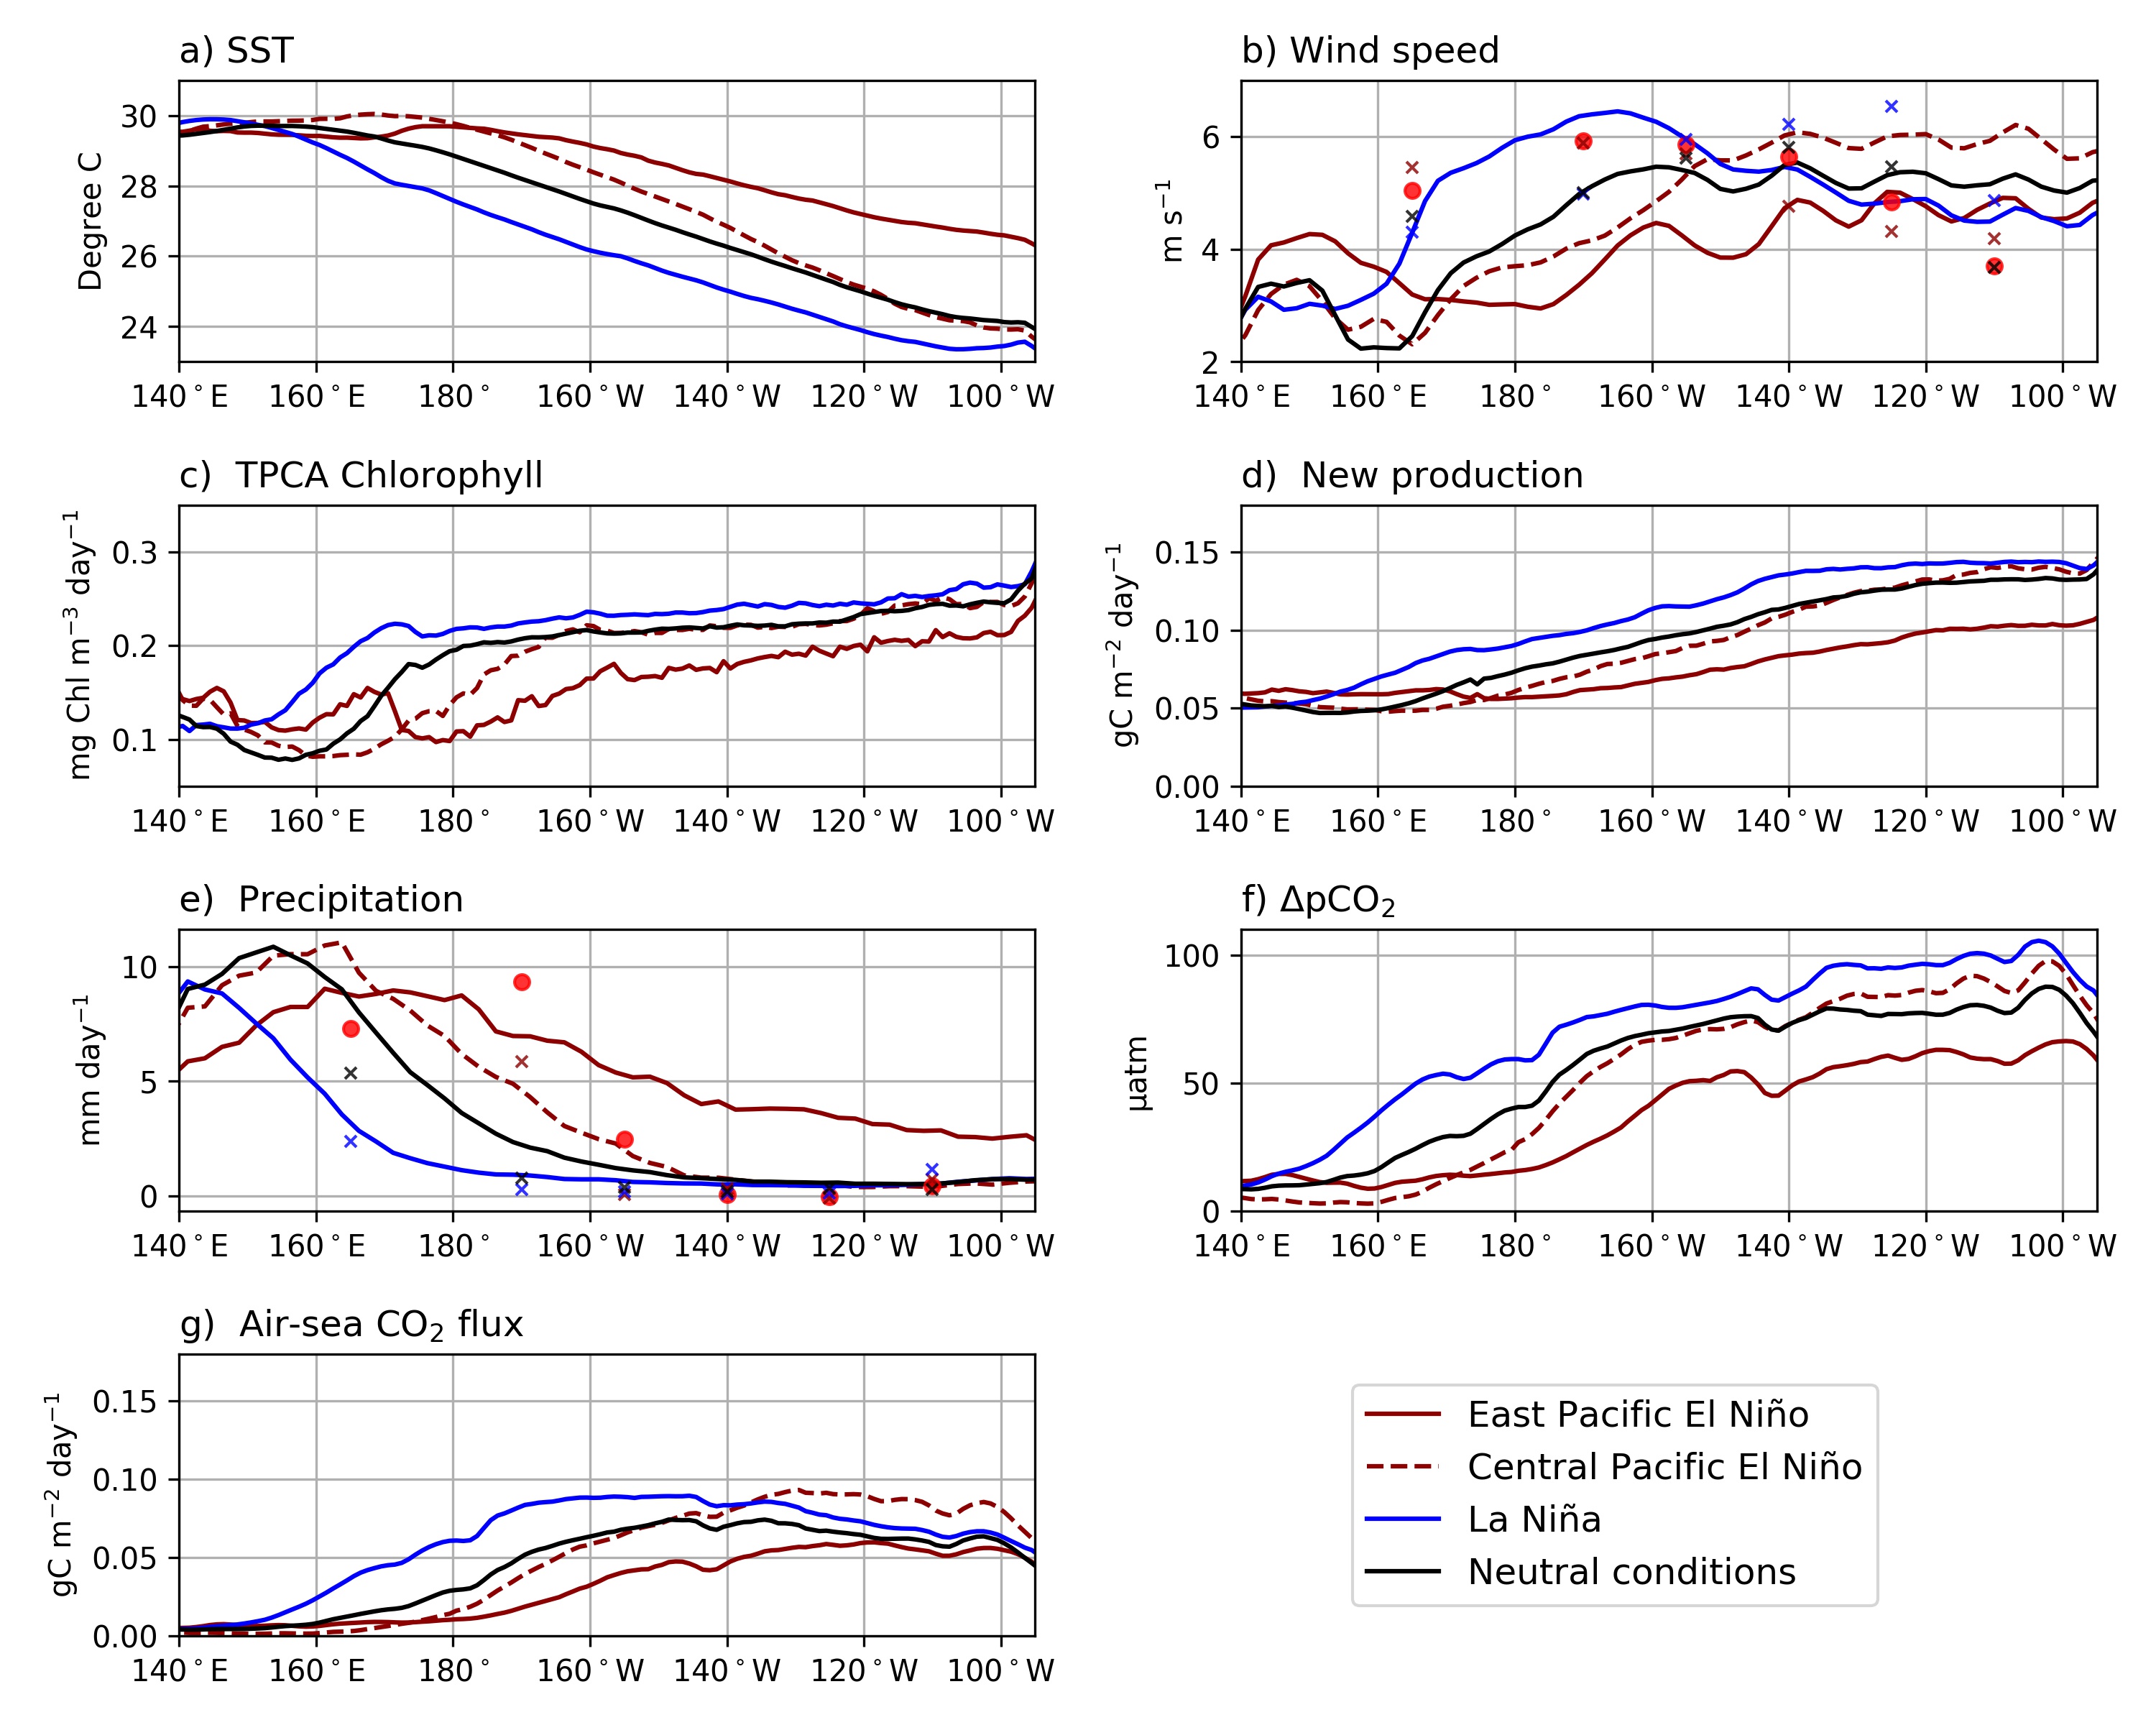 a) SST
Degree C
30
28
26
24
140°E 160°E 180° 160°W 140°W 120°W 100°W
b) Wind speed
m s⁻¹
6
4
2
140°E 160°E 180° 160°W 140°W 120°W 100°W
c) TPCA Chlorophyll
mg Chl m⁻³ day⁻¹
0.3
0.2
0.1
140°E 160°E 180° 160°W 140°W 120°W 100°W
d) New production
gC m⁻² day⁻¹
0.15
0.10
0.05
0.00
140°E 160°E 180° 160°W 140°W 120°W 100°W
e) Precipitation
mm day⁻¹
10
5
0
140°E 160°E 180° 160°W 140°W 120°W 100°W
f) ΔpCO₂
µatm
100
50
0
140°E 160°E 180° 160°W 140°W 120°W 100°W
g) Air-sea CO₂ flux
gC m⁻² day⁻¹
0.15
0.10
0.05
0.00
140°E 160°E 180° 160°W 140°W 120°W 100°W
East Pacific El Niño
Central Pacific El Niño
La Niña
Neutral conditions